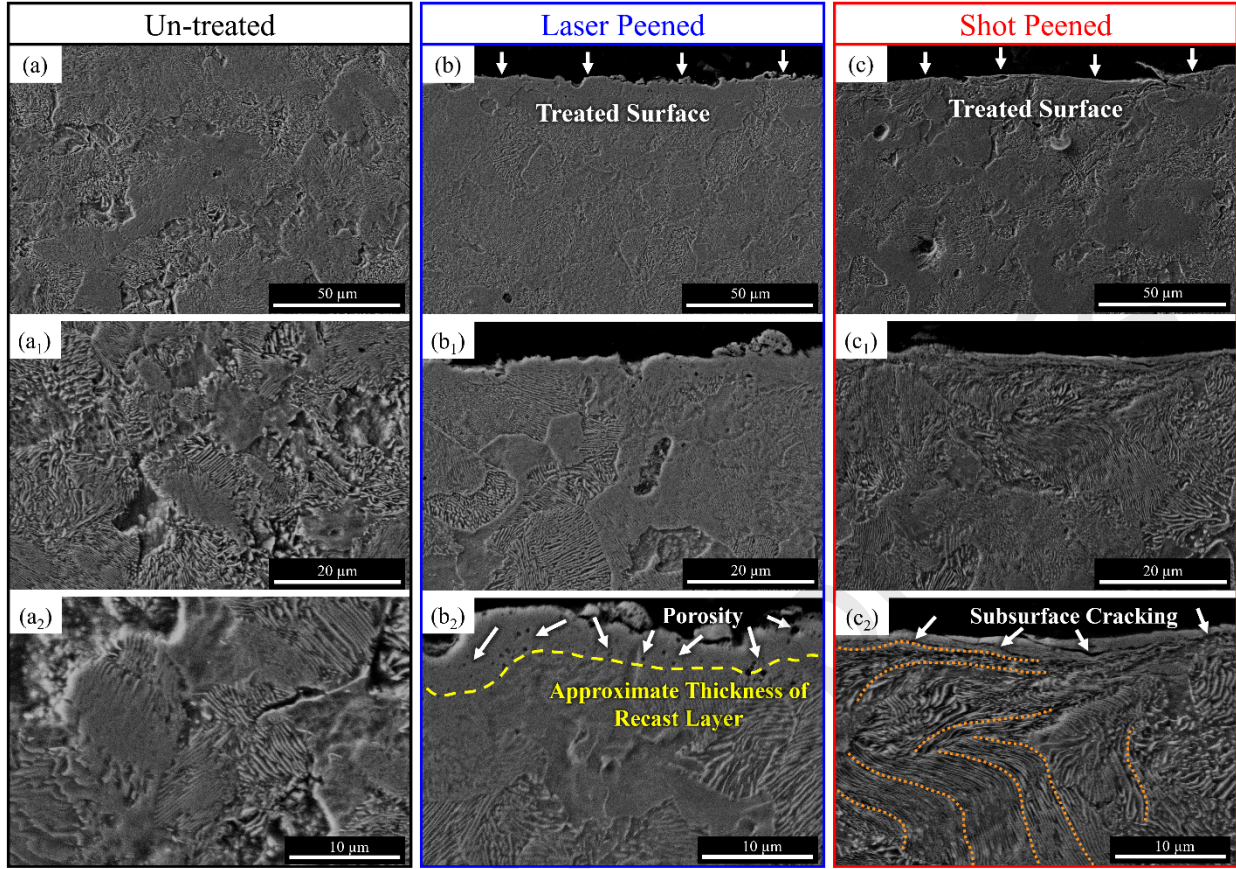 Un-treated
Laser Peened
Shot Peened
(a)
(b)
(c)
Treated Surface
Treated Surface
50 µm
50 µm
50 µm
(a₁)
(b₁)
(c₁)
20 µm
20 µm
20 µm
(a₂)
(b₂)
Porosity
(c₂)
Subsurface Cracking
Approximate Thickness of
Recast Layer
10 µm
10 µm
10 µm